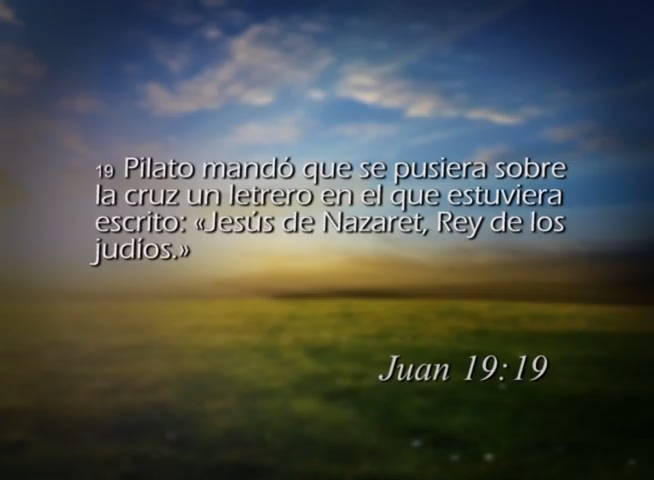 19 Pilato mandó que se pusiera sobre
la cruz un letrero en el que estuviera
escrito: «Jesús de Nazaret, Rey de los
judíos.»
Juan 19:19